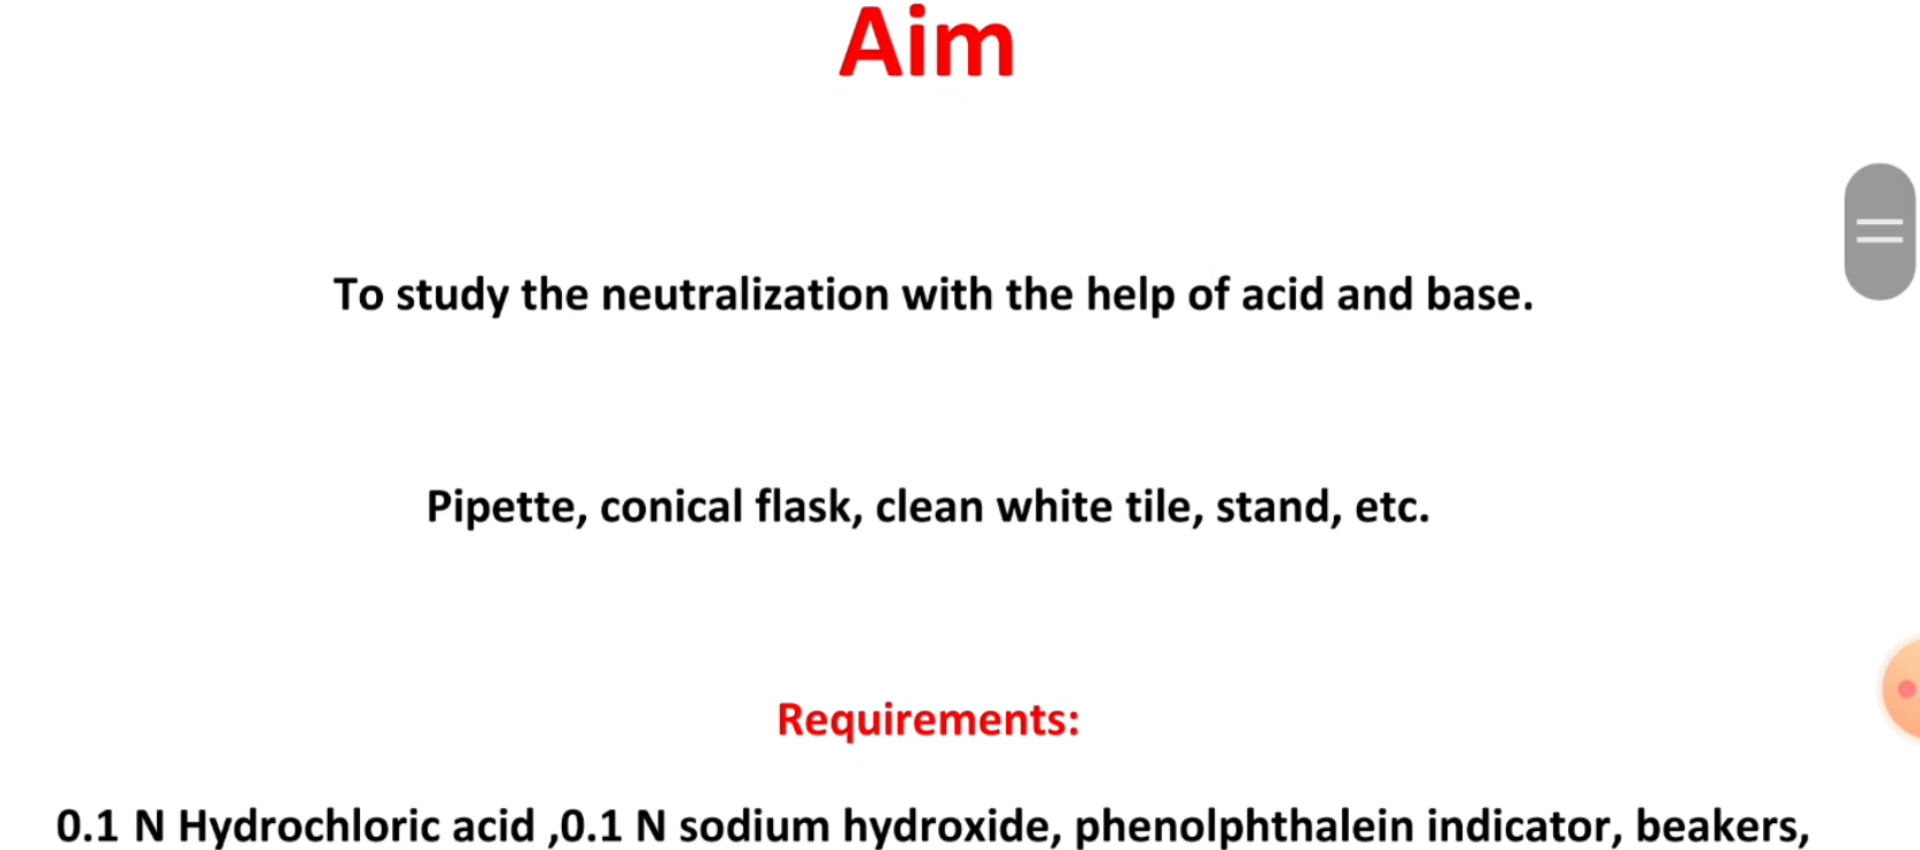 Aim
To study the neutralization with the help of acid and base.
Pipette, conical flask, clean white tile, stand, etc.
Requirements:
0.1 N Hydrochloric acid ,0.1 N sodium hydroxide, phenolphthalein indicator, beakers,